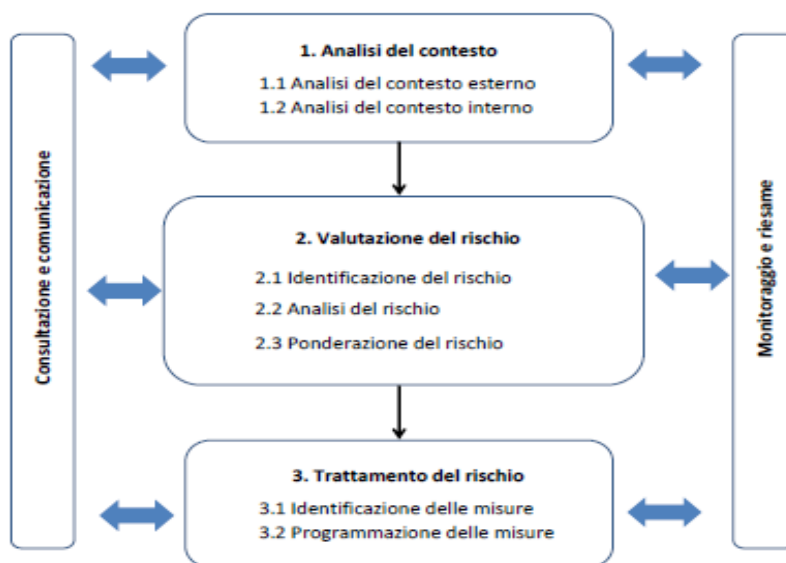 Consultazione e comunicazione
1. Analisi del contesto
1.1 Analisi del contesto esterno
1.2 Analisi del contesto interno
2. Valutazione del rischio
2.1 Identificazione del rischio
2.2 Analisi del rischio
2.3 Ponderazione del rischio
3. Trattamento del rischio
3.1 Identificazione delle misure
3.2 Programmazione delle misure
Monitoraggio e riesame